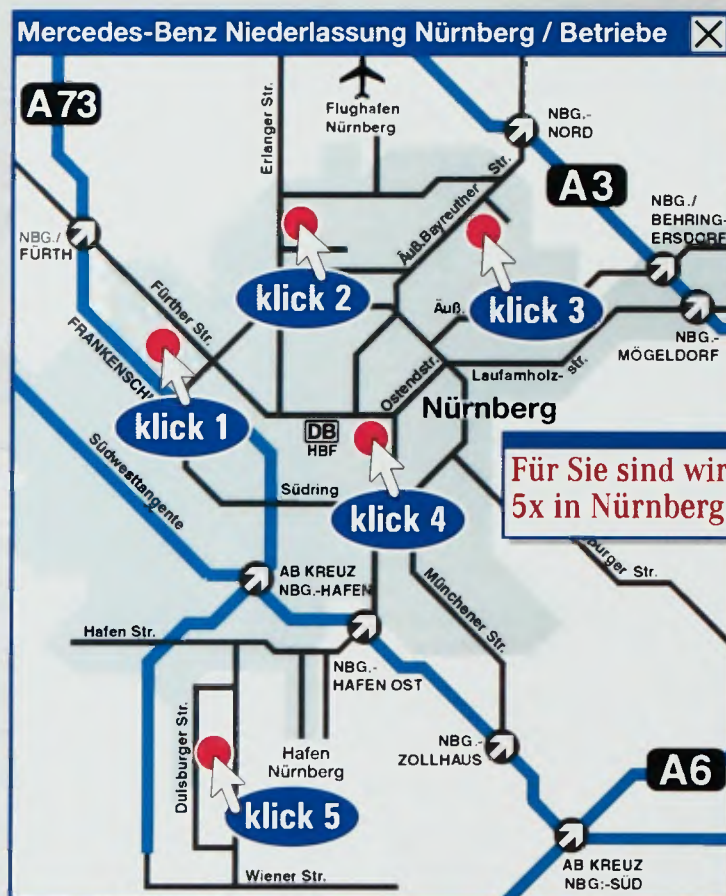 Mercedes-Benz Niederlassung Nürnberg / Betriebe
A 73
Erlanger Str.
Flughafen
Nürnberg
NBG.-
NORD
Äuß. Bayreuther Str.
A 3
NBG./
BEHRING-
ERSDORF
NBG./
FÜRTH
Fürther Str.
klick 2
klick 3
Äuß.
NBG.-
MÖGELDORF
FRANKENSCH
klick 1
Ostendstr.
Laufamholz-
str.
Nürnberg
DB
HBF
Südwesttangente
Südring
klick 4
Für Sie sind wir
5x in Nürnberg
burger Str.
AB KREUZ
NBG.-HAFEN
Münchener Str.
Hafen Str.
NBG.-
HAFEN OST
Duisburger Str.
Hafen
Nürnberg
NBG.-
ZOLLHAUS
A6
klick 5
Wiener Str.
AB KREUZ
NBG:-SÜD